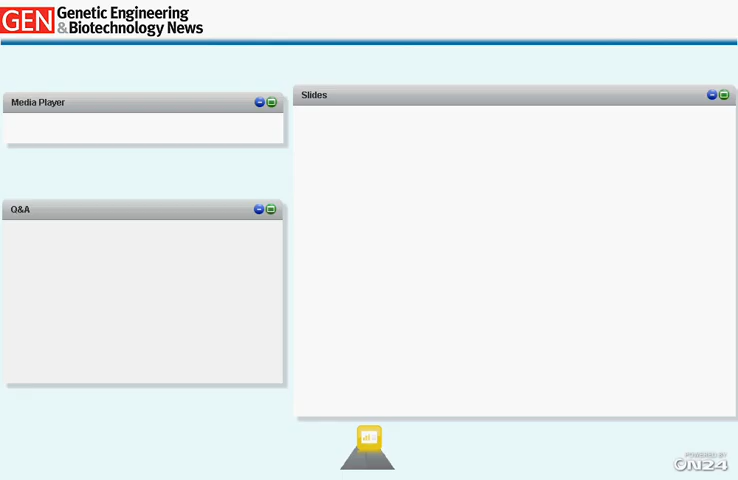 GEN Genetic Engineering
& Biotechnology News
Media Player
Slides
Q&A
POWERED BY
ON24